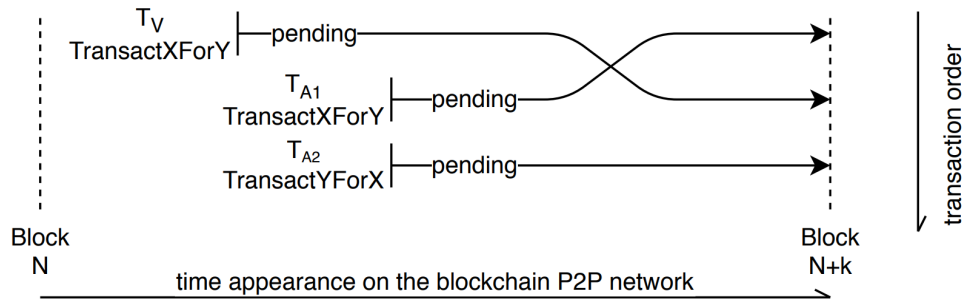 T_V
TransactXForY
pending
T_A1
TransactXForY
pending
T_A2
TransactYForX
pending
Block
N
Block
N+k
time appearance on the blockchain P2P network
transaction order